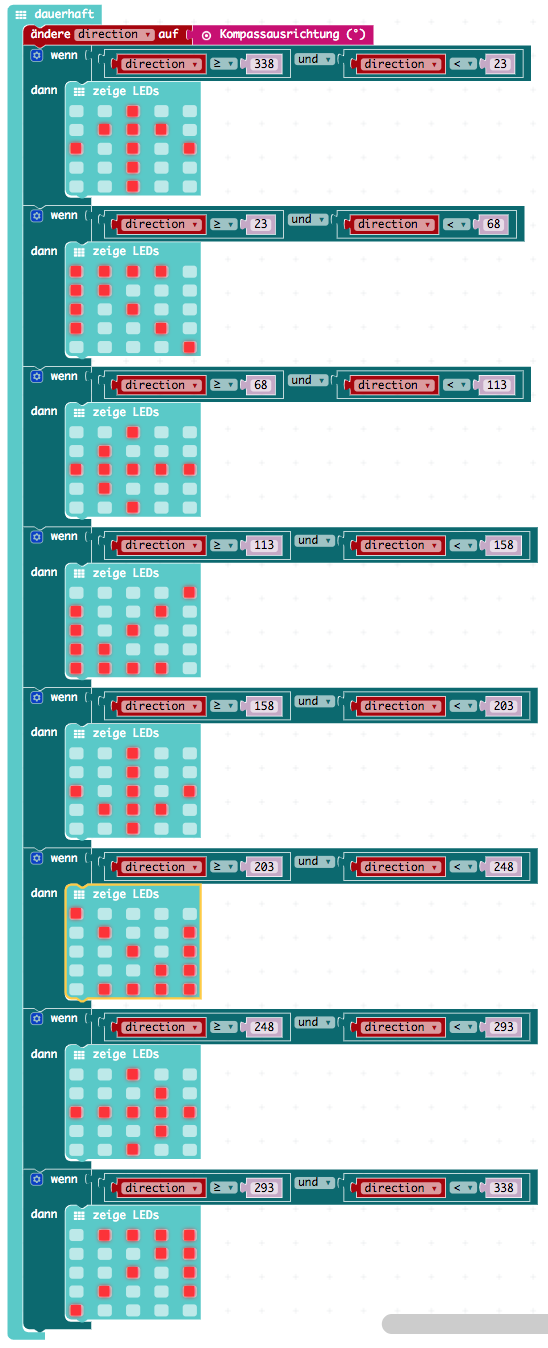 dauerhaft
ändere direction auf Kompassausrichtung (°)
wenn direction ≥ 338 und direction < 23
dann zeige LEDs
wenn direction ≥ 23 und direction < 68
dann zeige LEDs
wenn direction ≥ 68 und direction < 113
dann zeige LEDs
wenn direction ≥ 113 und direction < 158
dann zeige LEDs
wenn direction ≥ 158 und direction < 203
dann zeige LEDs
wenn direction ≥ 203 und direction < 248
dann zeige LEDs
wenn direction ≥ 248 und direction < 293
dann zeige LEDs
wenn direction ≥ 293 und direction < 338
dann zeige LEDs